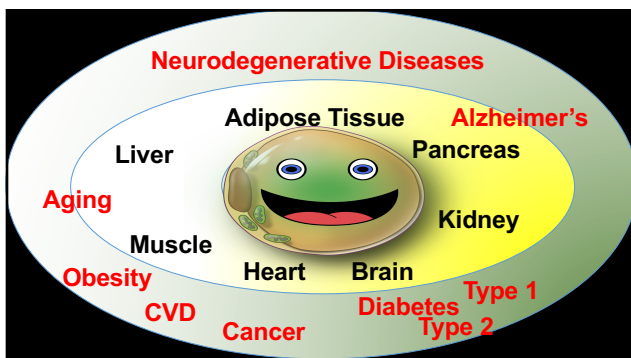 Neurodegenerative Diseases
Adipose Tissue
Alzheimer's
Liver
Pancreas
Aging
Kidney
Muscle
Obesity
Heart
Brain
CVD
Diabetes
Type 1
Cancer
Type 2